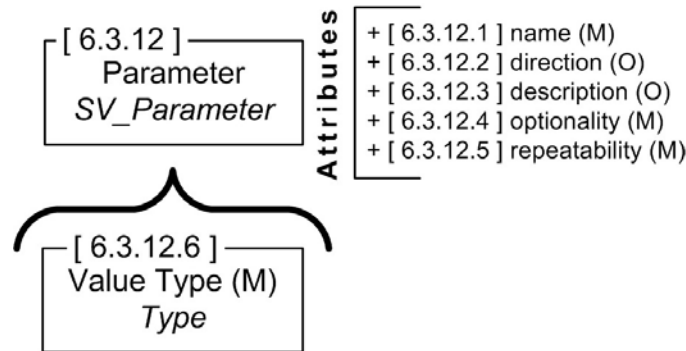 [ 6.3.12 ]
Parameter
SV_Parameter
Attributes
+ [ 6.3.12.1 ] name (M)
+ [ 6.3.12.2 ] direction (O)
+ [ 6.3.12.3 ] description (O)
+ [ 6.3.12.4 ] optionality (M)
+ [ 6.3.12.5 ] repeatability (M)
[ 6.3.12.6 ]
Value Type (M)
Type